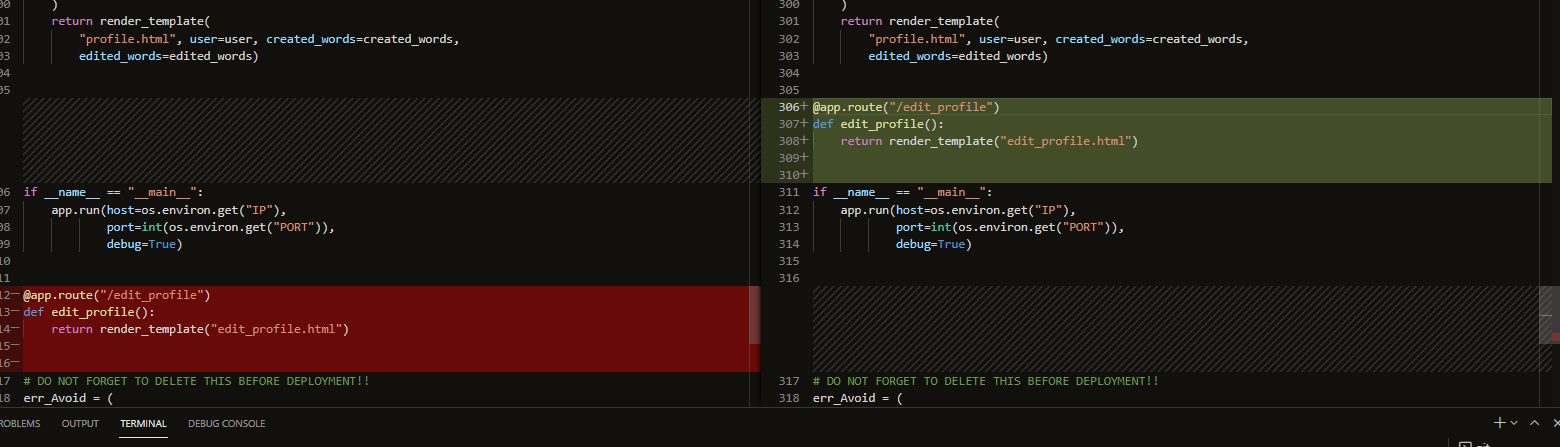 00 )
01 return render_template(
02 "profile.html", user=user, created_words=created_words,
03 edited_words=edited_words)
04
05
06 if __name__ == "__main__":
07 app.run(host=os.environ.get("IP"),
08 port=int(os.environ.get("PORT")),
09 debug=True)
10
11
12− @app.route("/edit_profile")
13− def edit_profile():
14− return render_template("edit_profile.html")
15−
16−
17 # DO NOT FORGET TO DELETE THIS BEFORE DEPLOYMENT!!
18 err_Avoid = (
300 )
301 return render_template(
302 "profile.html", user=user, created_words=created_words,
303 edited_words=edited_words)
304
305
306+ @app.route("/edit_profile")
307+ def edit_profile():
308+ return render_template("edit_profile.html")
309+
310+
311 if __name__ == "__main__":
312 app.run(host=os.environ.get("IP"),
313 port=int(os.environ.get("PORT")),
314 debug=True)
315
316
317 # DO NOT FORGET TO DELETE THIS BEFORE DEPLOYMENT!!
318 err_Avoid = (
ROBLEMS OUTPUT TERMINAL DEBUG CONSOLE